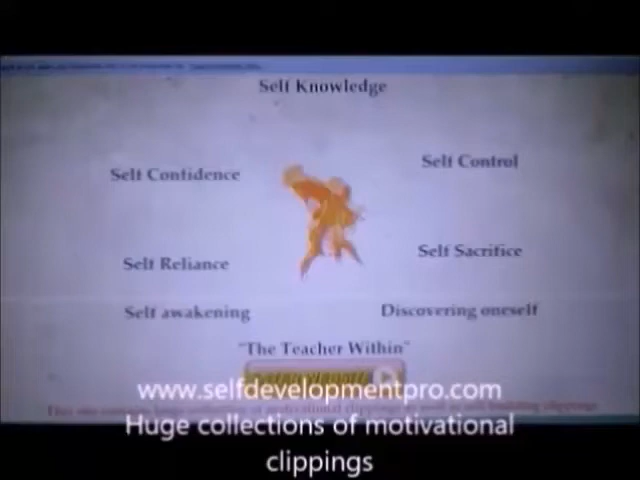 Self Knowledge
Self Confidence
Self Control
Self Reliance
Self Sacrifice
Self awakening
Discovering oneself
"The Teacher Within"
www.selfdevelopmentpro.com
Huge collections of motivational
clippings